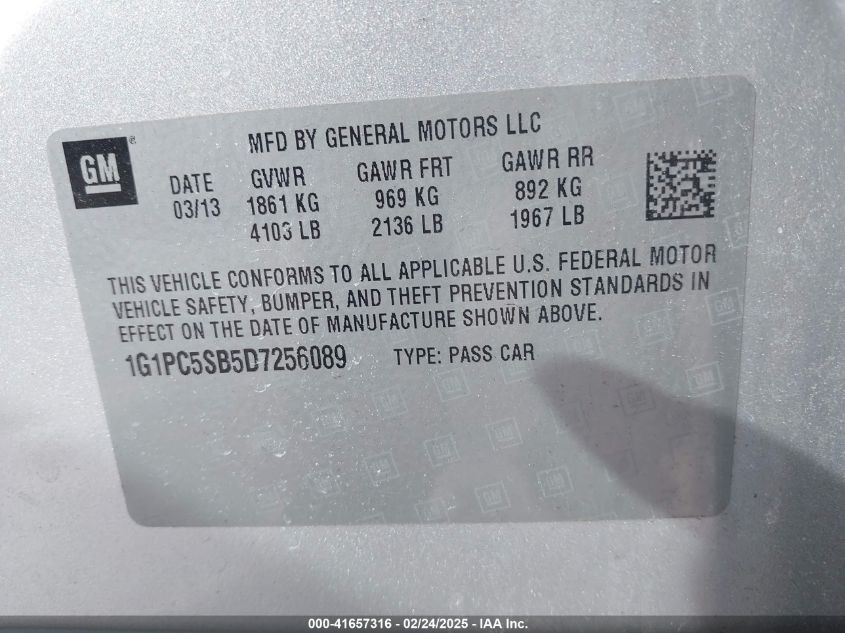 GM
MFD BY GENERAL MOTORS LLC
DATE GVWR GAWR FRT GAWR RR
03/13 1861 KG 969 KG 892 KG
4103 LB 2136 LB 1967 LB
THIS VEHICLE CONFORMS TO ALL APPLICABLE U.S. FEDERAL MOTOR
VEHICLE SAFETY, BUMPER, AND THEFT PREVENTION STANDARDS IN
EFFECT ON THE DATE OF MANUFACTURE SHOWN ABOVE.
1G1PC5SB5D7256089 TYPE: PASS CAR
000-41657316 - 02/24/2025 - IAA Inc.